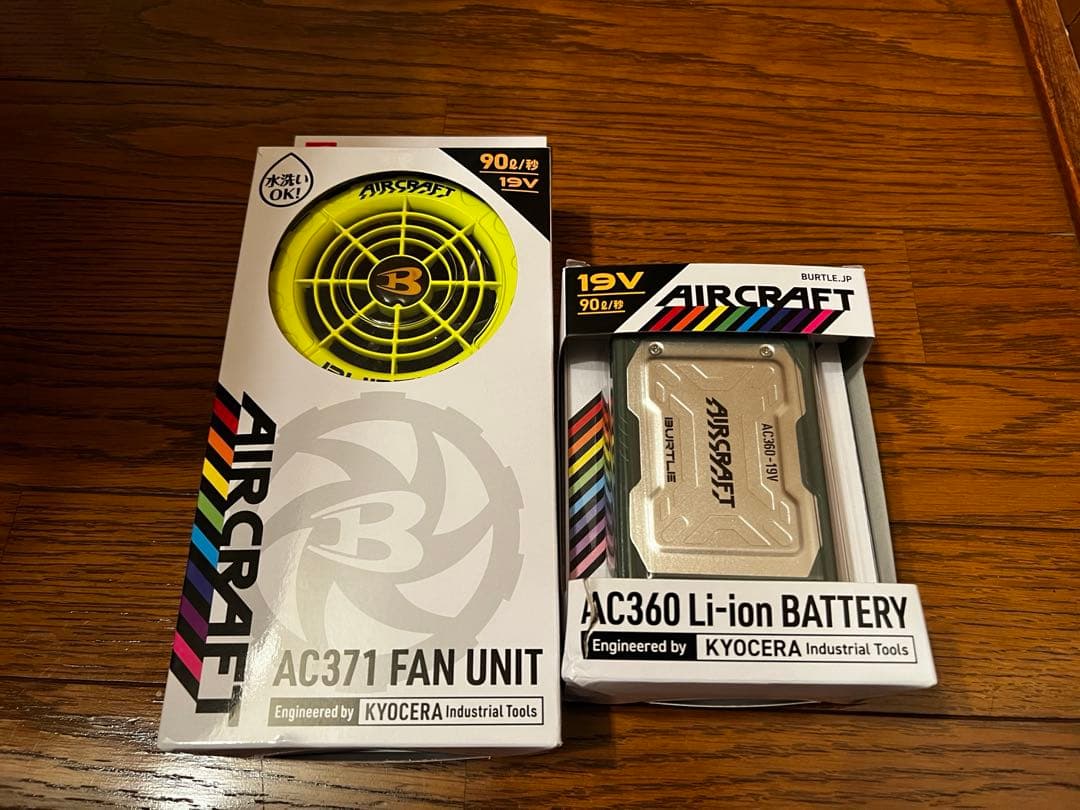 水洗い
OK!
90ℓ/秒
19V
AIRCRAFT
B
AIRCRAFT
B
AC371 FAN UNIT
Engineered by KYOCERA Industrial Tools
19V
90ℓ/秒
BURTLE.JP
AIRCRAFT
AIRCRAFT
BURTLE
AC360-19V
AC360 Li-ion BATTERY
Engineered by KYOCERA Industrial Tools